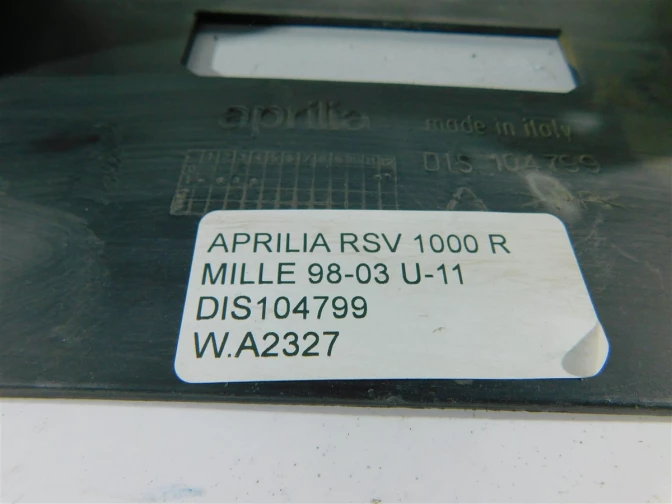 aprilia made in italy
DIS. 104799
APRILIA RSV 1000 R
MILLE 98-03 U-11
DIS104799
W.A2327